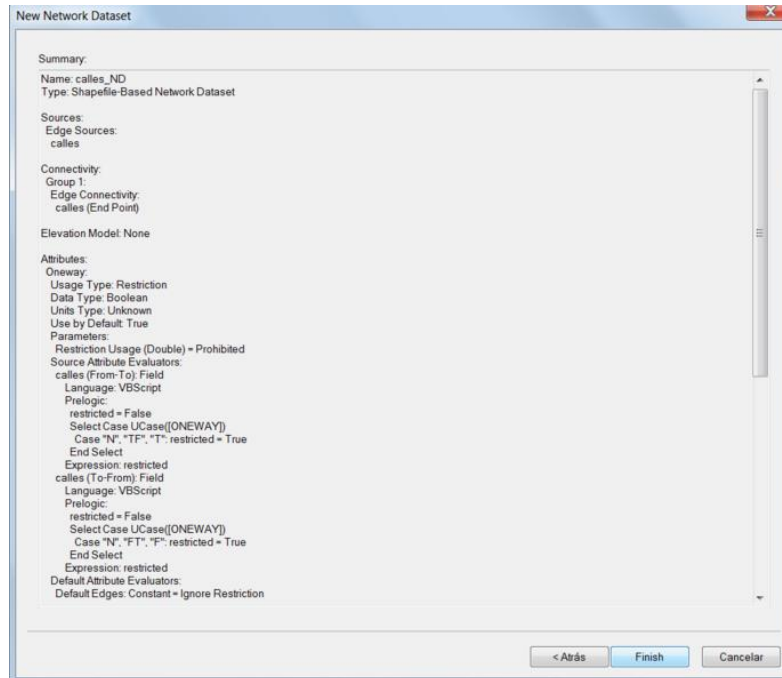 New Network Dataset
Summary:
Name: calles_ND
Type: Shapefile-Based Network Dataset
Sources:
Edge Sources:
calles
Connectivity:
Group 1:
Edge Connectivity:
calles (End Point)
Elevation Model: None
Attributes:
Oneway:
Usage Type: Restriction
Data Type: Boolean
Units Type: Unknown
Use by Default: True
Parameters:
Restriction Usage (Double) = Prohibited
Source Attribute Evaluators:
calles (From-To): Field
Language: VBScript
Prelogic:
restricted = False
Select Case UCase([ONEWAY])
Case "N", "TF", "T": restricted = True
End Select
Expression: restricted
calles (To-From): Field
Language: VBScript
Prelogic:
restricted = False
Select Case UCase([ONEWAY])
Case "N", "FT", "F": restricted = True
End Select
Expression: restricted
Default Attribute Evaluators:
Default Edges: Constant = Ignore Restriction
< Atrás Finish Cancelar